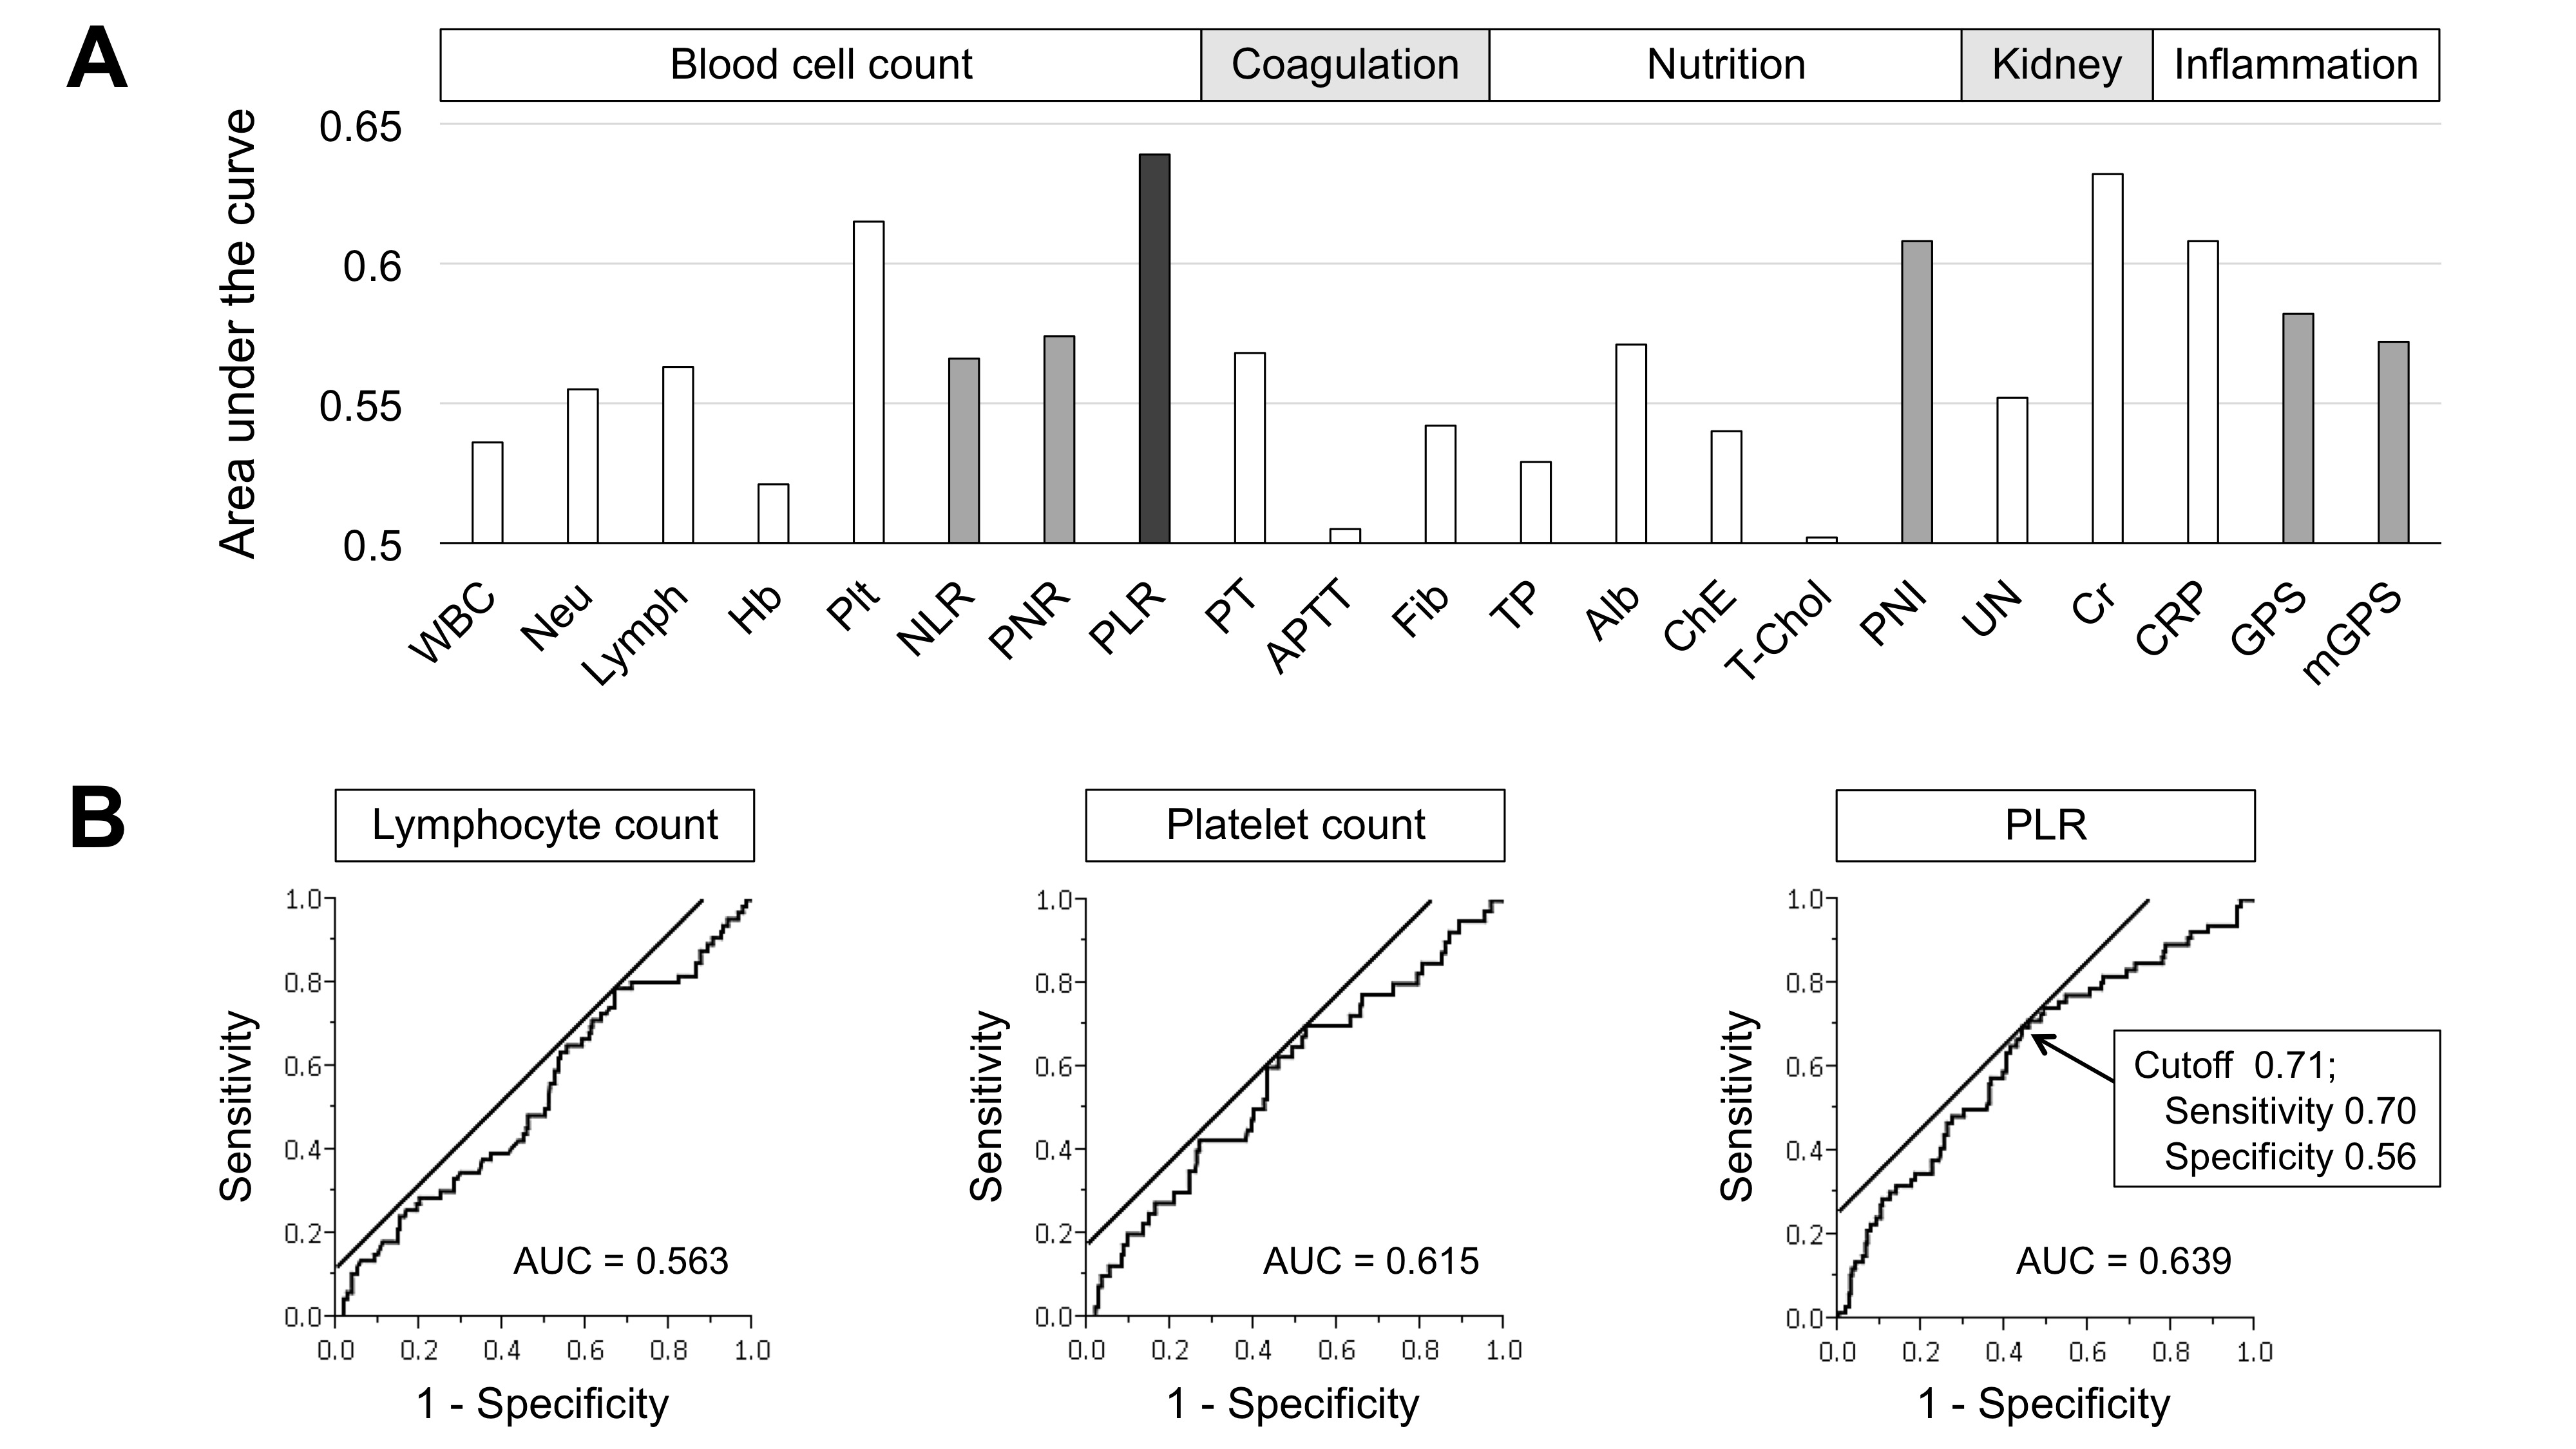 A
Blood cell count Coagulation Nutrition Kidney Inflammation
Area under the curve
0.65
0.6
0.55
0.5
WBC Neu Lymph Hb Plt NLR PNR PLR PT APTT Fib TP Alb ChE T-Chol PNI UN Cr CRP GPS mGPS
B
Lymphocyte count
Sensitivity
1.0
0.8
0.6
0.4
0.2
0.0
AUC = 0.563
0.0 0.2 0.4 0.6 0.8 1.0
1 - Specificity
Platelet count
Sensitivity
1.0
0.8
0.6
0.4
0.2
0.0
AUC = 0.615
0.0 0.2 0.4 0.6 0.8 1.0
1 - Specificity
PLR
Sensitivity
1.0
0.8
0.6
0.4
0.2
0.0
Cutoff 0.71;
Sensitivity 0.70
Specificity 0.56
AUC = 0.639
0.0 0.2 0.4 0.6 0.8 1.0
1 - Specificity